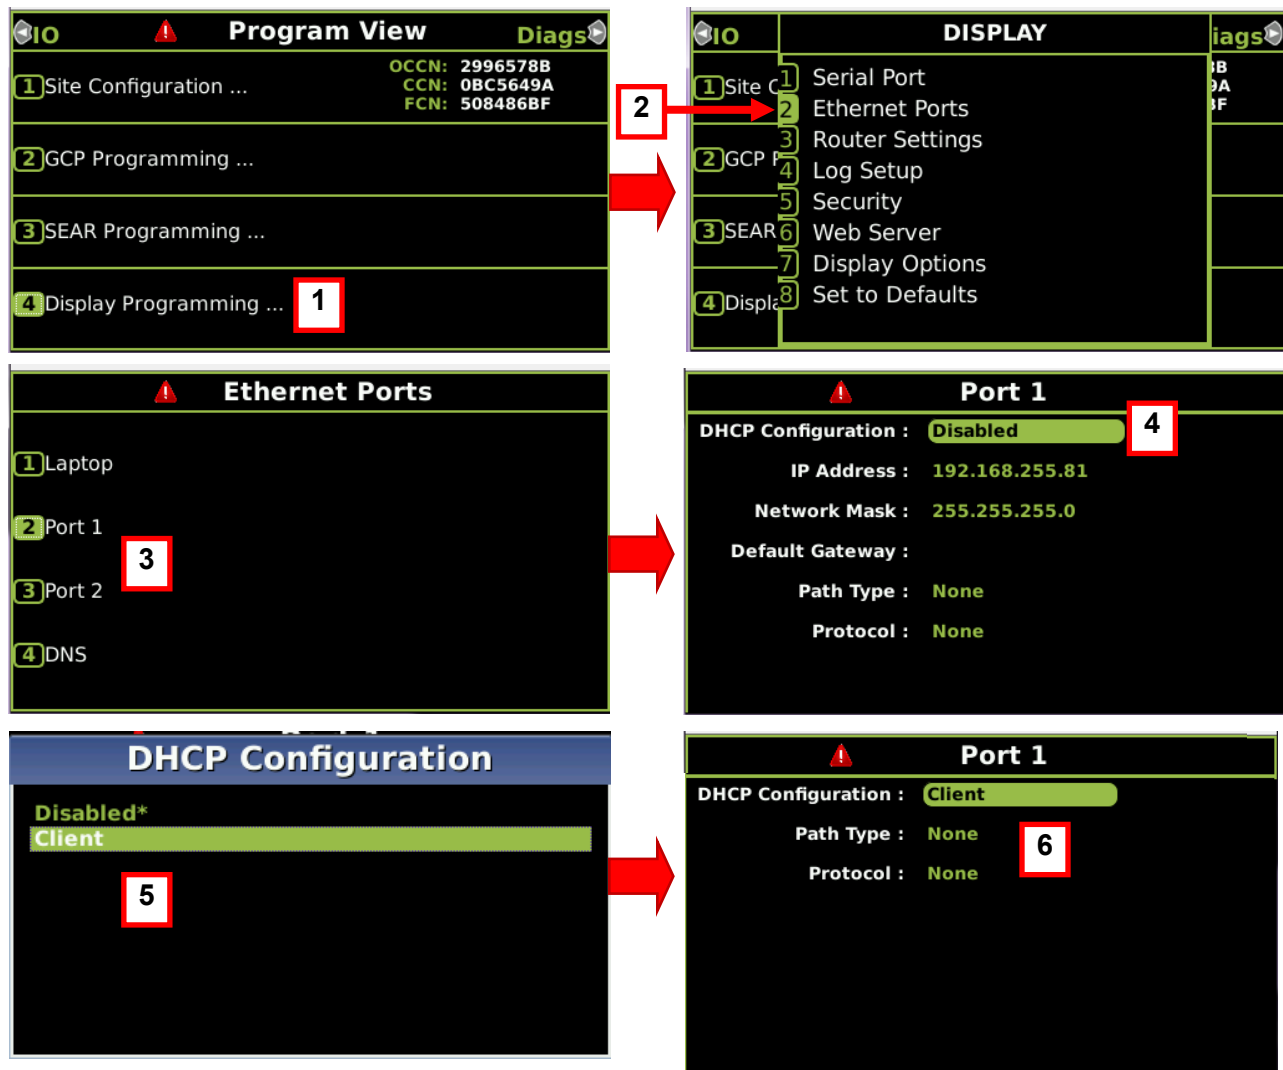 IO Program View Diags
OCCN: 2996578B
1 Site Configuration ... CCN: 0BC5649A
FCN: 508486BF
2 GCP Programming ...
3 SEAR Programming ...
4 Display Programming ... 1
IO DISPLAY iags
1 Site C 3B
9A
3F
1 Serial Port
2 2 Ethernet Ports
3 Router Settings
2 GCP P
4 Log Setup
5 Security
3 SEAR
6 Web Server
7 Display Options
4 Displa
8 Set to Defaults
Ethernet Ports
1 Laptop
2 Port 1
3
3 Port 2
4 DNS
Port 1
DHCP Configuration : Disabled 4
IP Address : 192.168.255.81
Network Mask : 255.255.255.0
Default Gateway :
Path Type : None
Protocol : None
DHCP Configuration
Disabled*
Client
5
Port 1
DHCP Configuration : Client
Path Type : None
6
Protocol : None